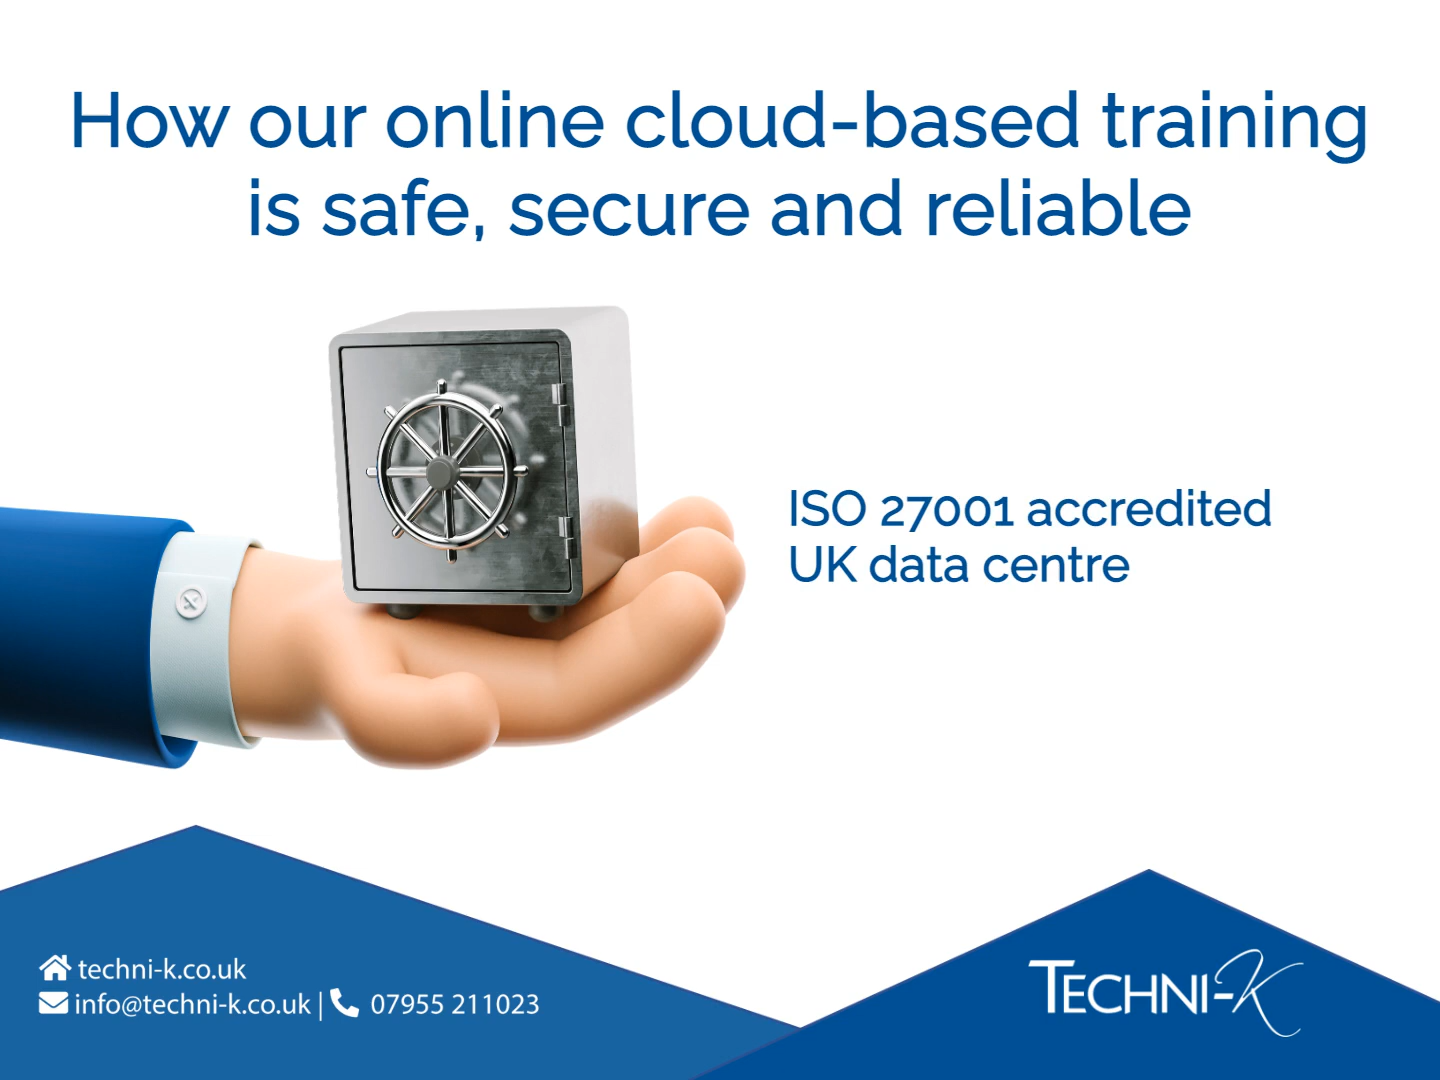 How our online cloud-based training
is safe, secure and reliable
ISO 27001 accredited
UK data centre
techni-k.co.uk
info@techni-k.co.uk | 07955 211023
TECHNI-K